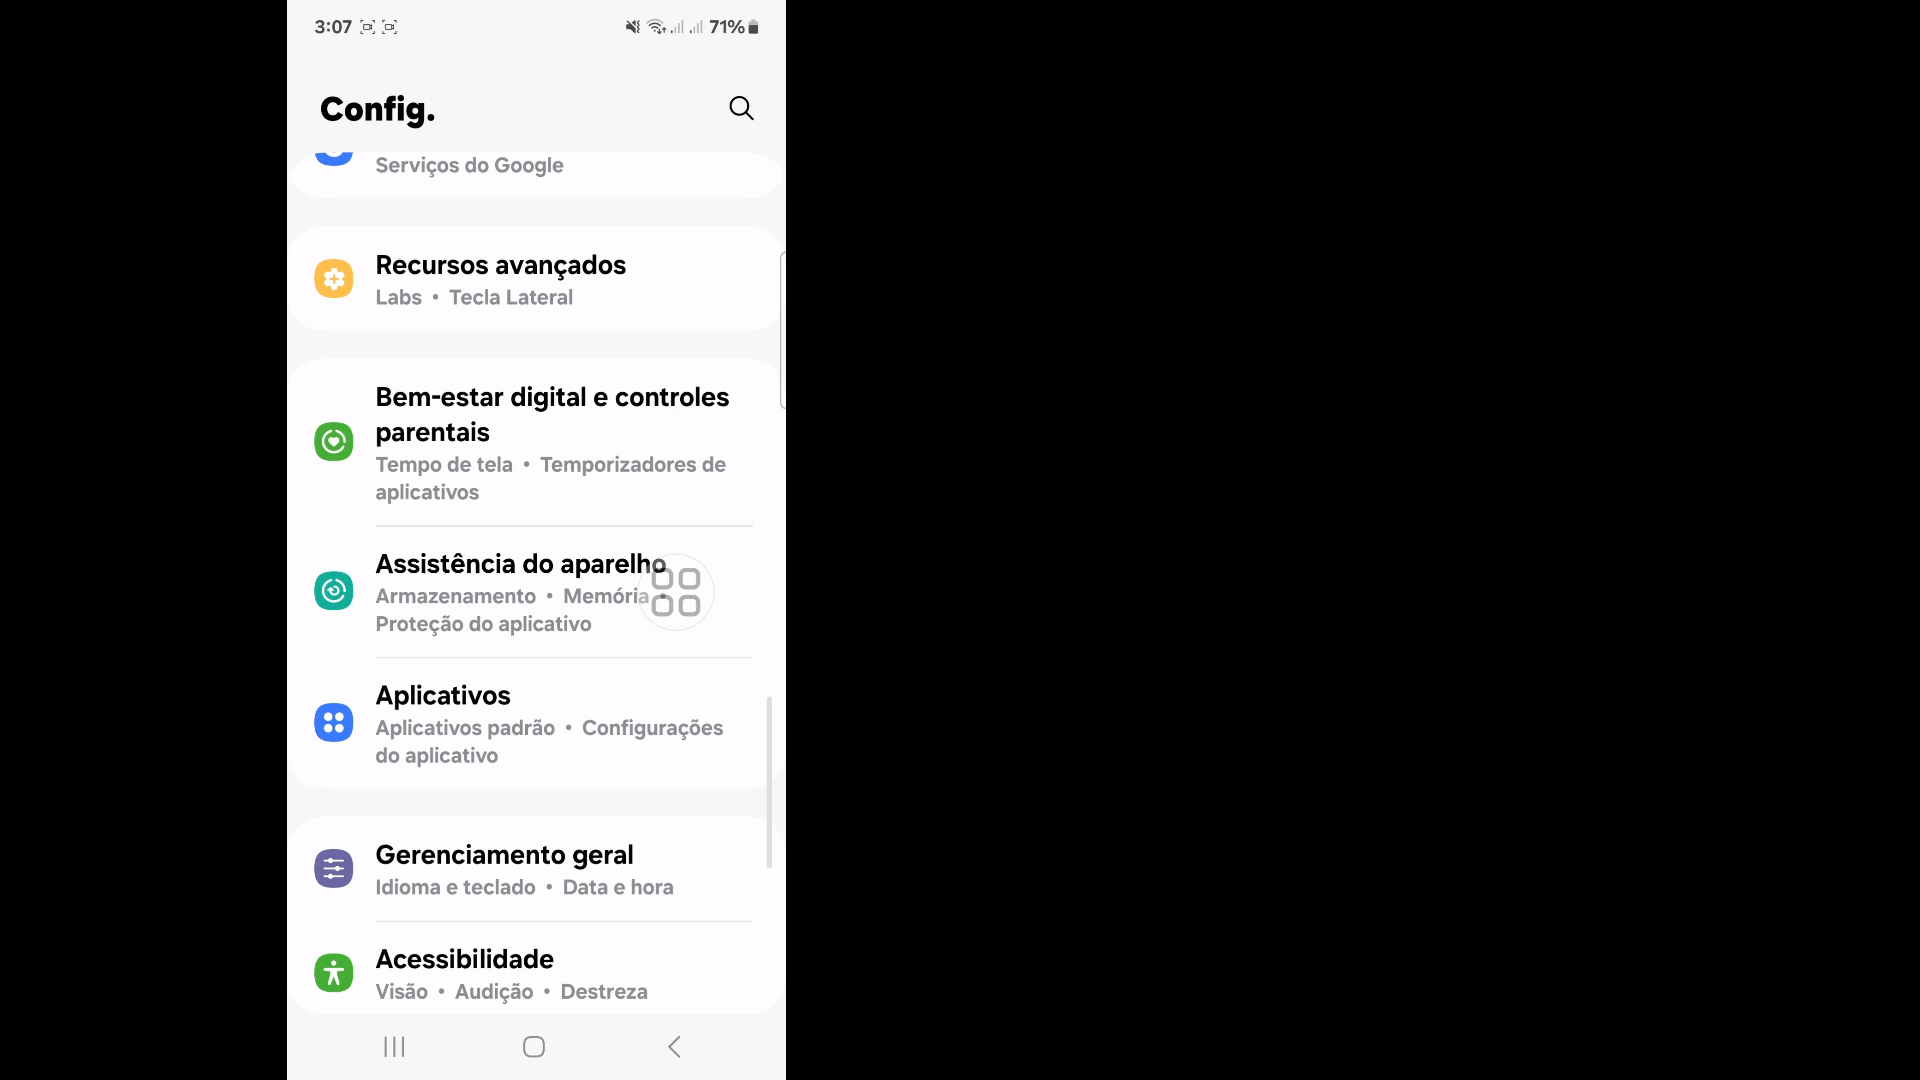 3:07 71%
Config.
Serviços do Google
Recursos avançados
Labs • Tecla Lateral
Bem-estar digital e controles
parentais
Tempo de tela • Temporizadores de
aplicativos
Assistência do aparelho
Armazenamento • Memória •
Proteção do aplicativo
Aplicativos
Aplicativos padrão • Configurações
do aplicativo
Gerenciamento geral
Idioma e teclado • Data e hora
Acessibilidade
Visão • Audição • Destreza